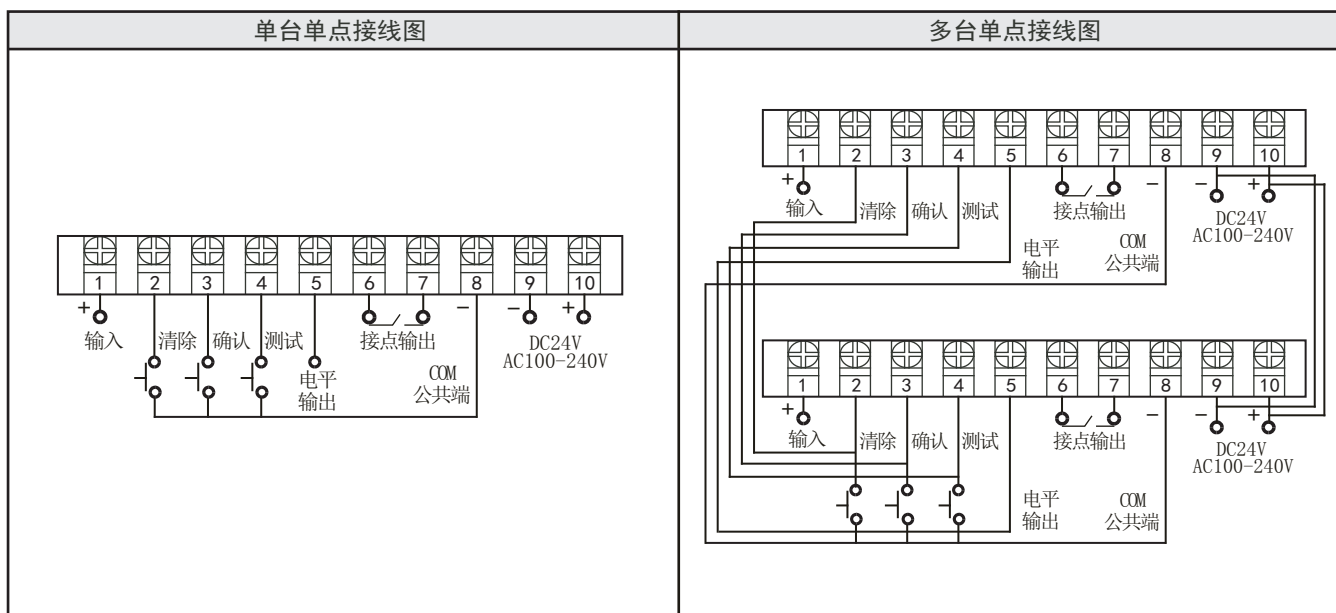 单台单点接线图
多台单点接线图
1 2 3 4 5 6 7 8 9 10
+ − − +
输入 清除 确认 测试 接点输出 DC24V
AC100-240V
电平
输出
COM
公共端
1 2 3 4 5 6 7 8 9 10
+ − − +
输入 清除 确认 测试 接点输出 DC24V
AC100-240V
电平
输出
COM
公共端
1 2 3 4 5 6 7 8 9 10
+ − − +
输入 清除 确认 测试 接点输出 DC24V
AC100-240V
电平
输出
COM
公共端